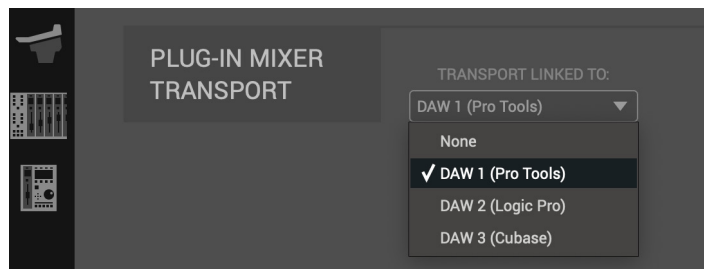 PLUG-IN MIXER
TRANSPORT
TRANSPORT LINKED TO:
DAW 1 (Pro Tools)
None
✓ DAW 1 (Pro Tools)
DAW 2 (Logic Pro)
DAW 3 (Cubase)